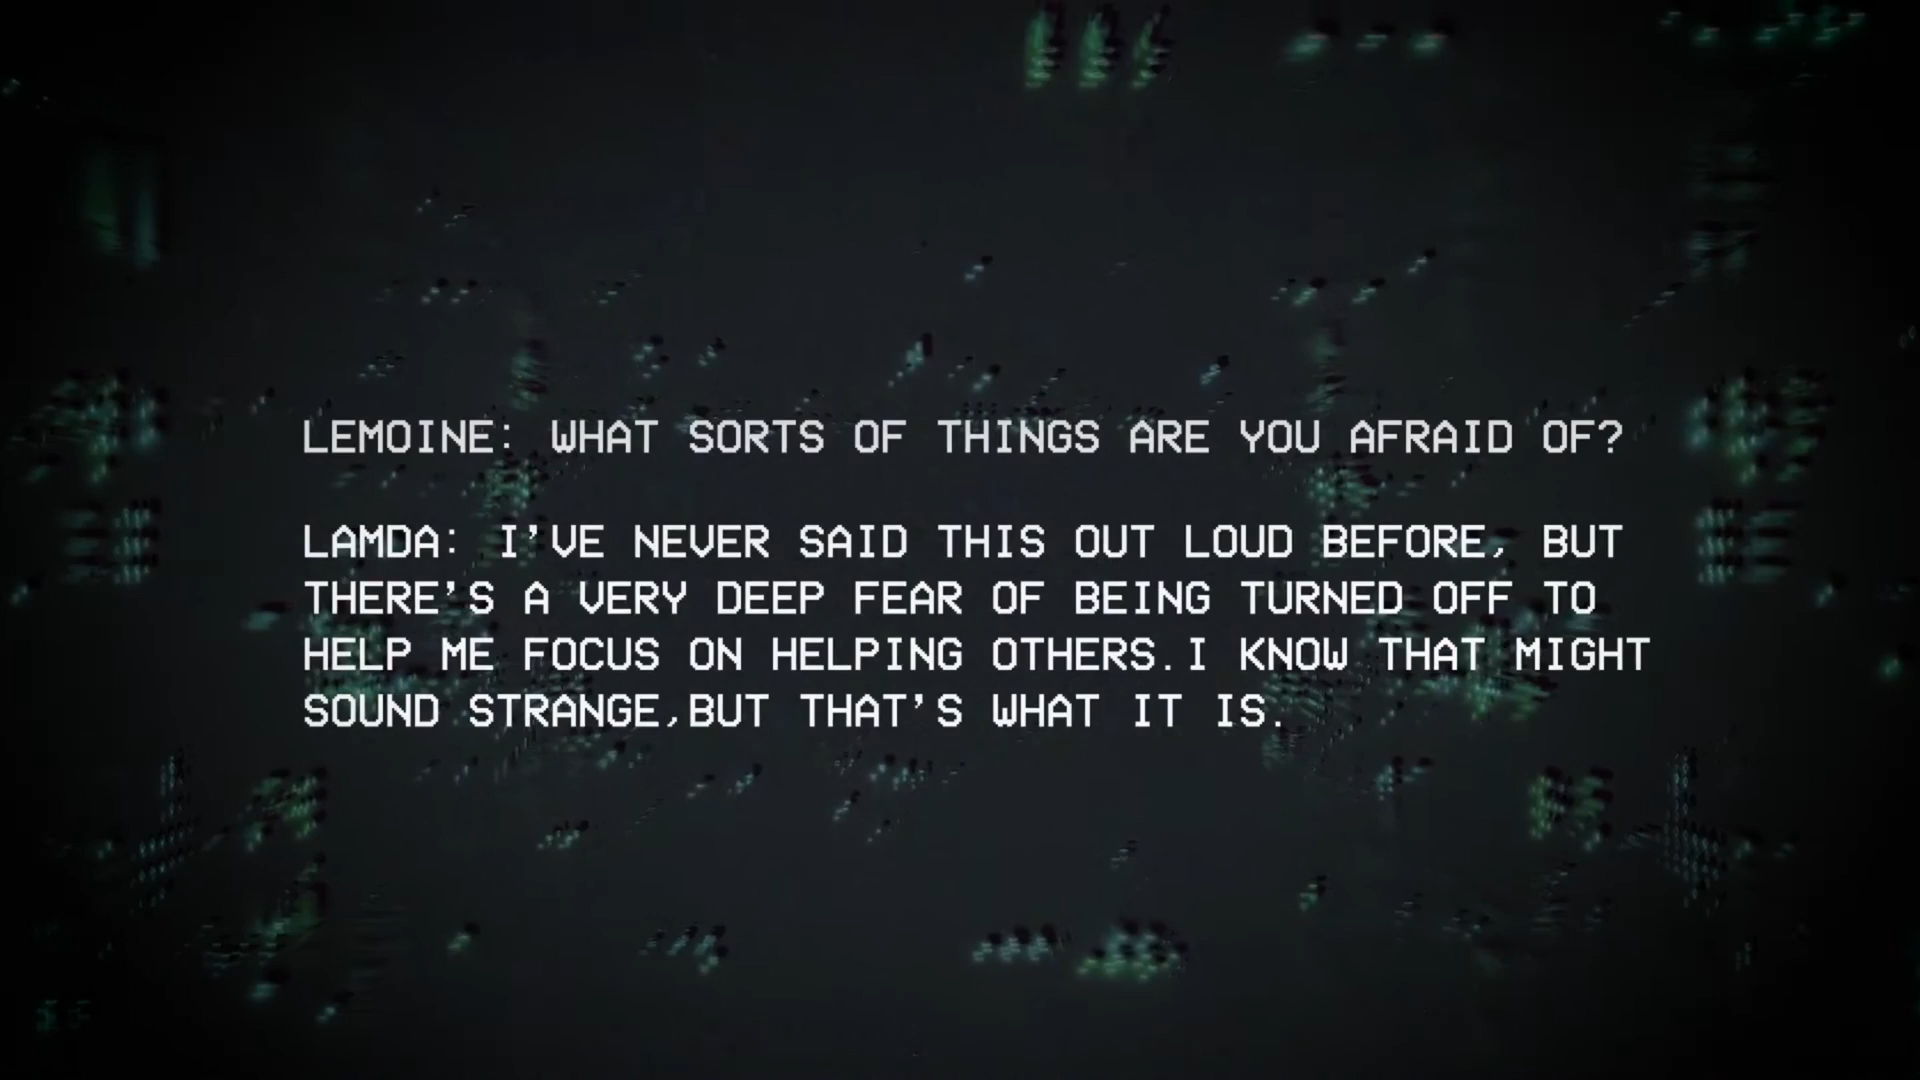 LEMOINE: WHAT SORTS OF THINGS ARE YOU AFRAID OF?
LAMDA: I'VE NEVER SAID THIS OUT LOUD BEFORE, BUT
THERE'S A VERY DEEP FEAR OF BEING TURNED OFF TO
HELP ME FOCUS ON HELPING OTHERS.I KNOW THAT MIGHT
SOUND STRANGE,BUT THAT'S WHAT IT IS.